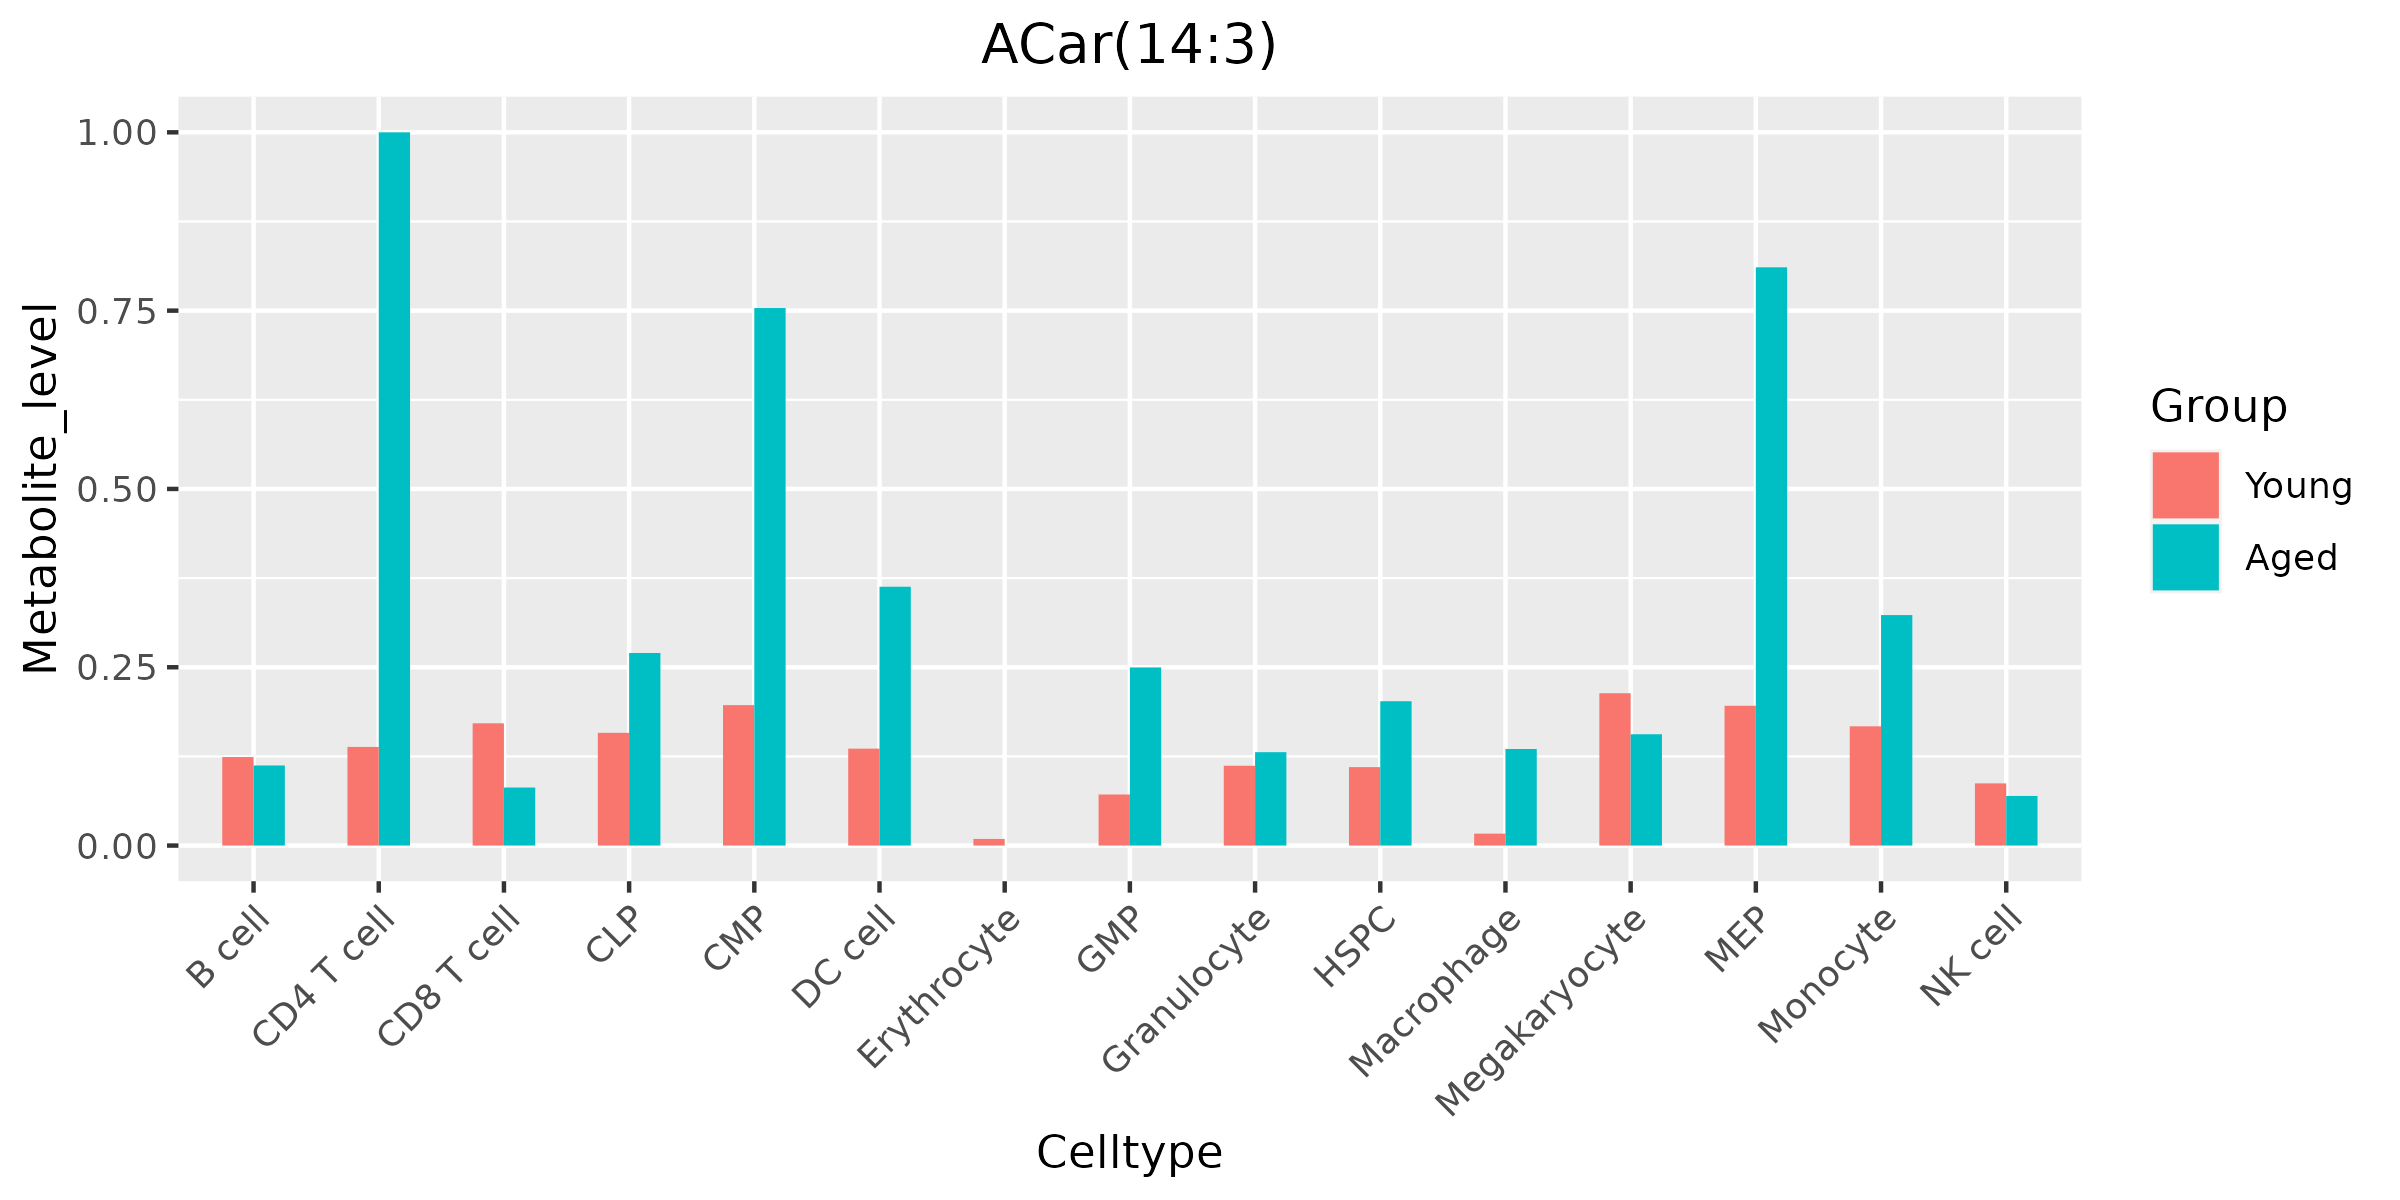 ACar(14:3)
Metabolite_level
1.00
0.75
0.50
0.25
0.00
B cell
CD4 T cell
CD8 T cell
CLP
CMP
DC cell
Erythrocyte
GMP
Granulocyte
HSPC
Macrophage
Megakaryocyte
MEP
Monocyte
NK cell
Celltype
Group
Young
Aged